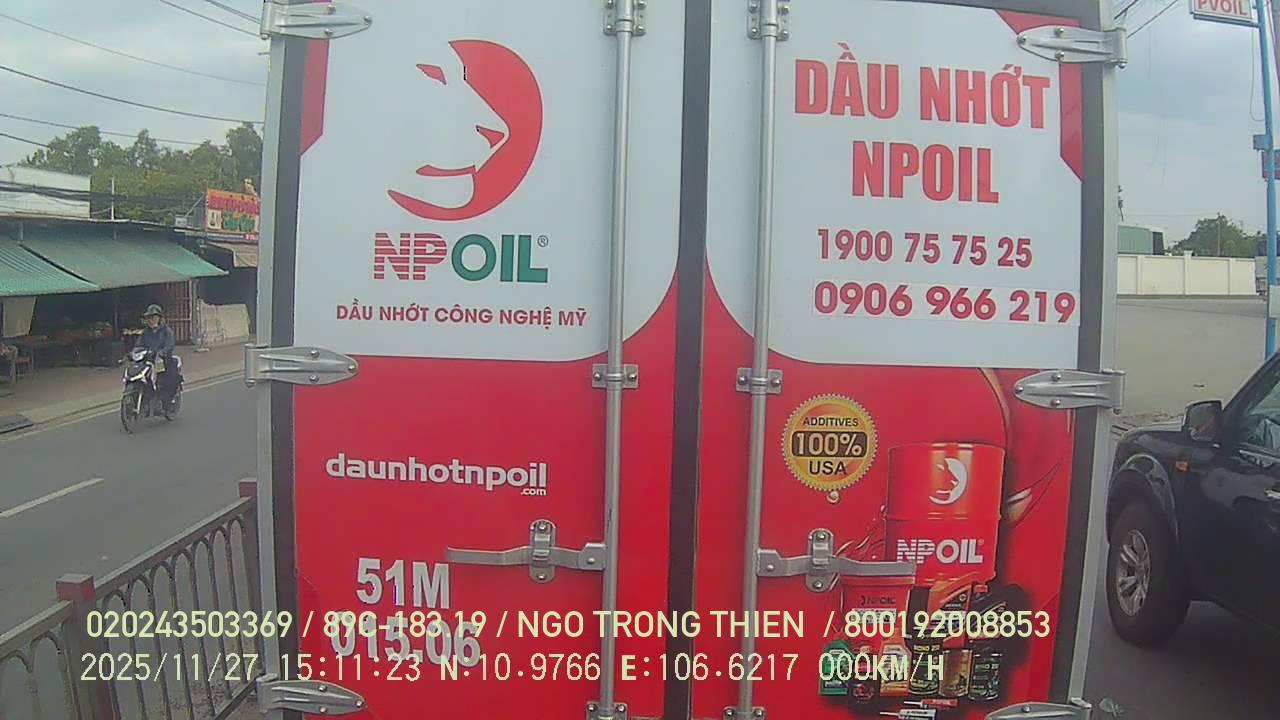 PVOIL
NPOIL®
DẦU NHỚT CÔNG NGHỆ MỸ
DẦU NHỚT
NPOIL
1900 75 75 25
0906 966 219
daunhotnpoil
.com
ADDITIVES
100%
USA
NPOIL
NPOIL
51M
015.06
020243503369 / 89C-183.19 / NGO TRONG THIEN / 800192008853
2025/11/27 15:11:23 N:10.9766 E:106.6217 000KM/H